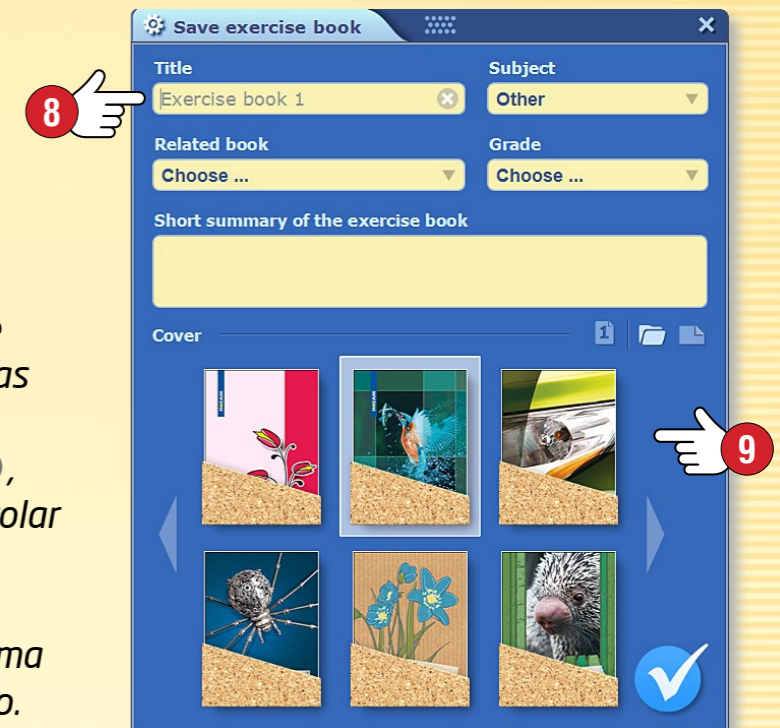 Save exercise book
Title
Subject
8
Exercise book 1
Other
Related book
Grade
Choose ...
Choose ...
Short summary of the exercise book
Cover
1
9
as
,
olar
ma
o.